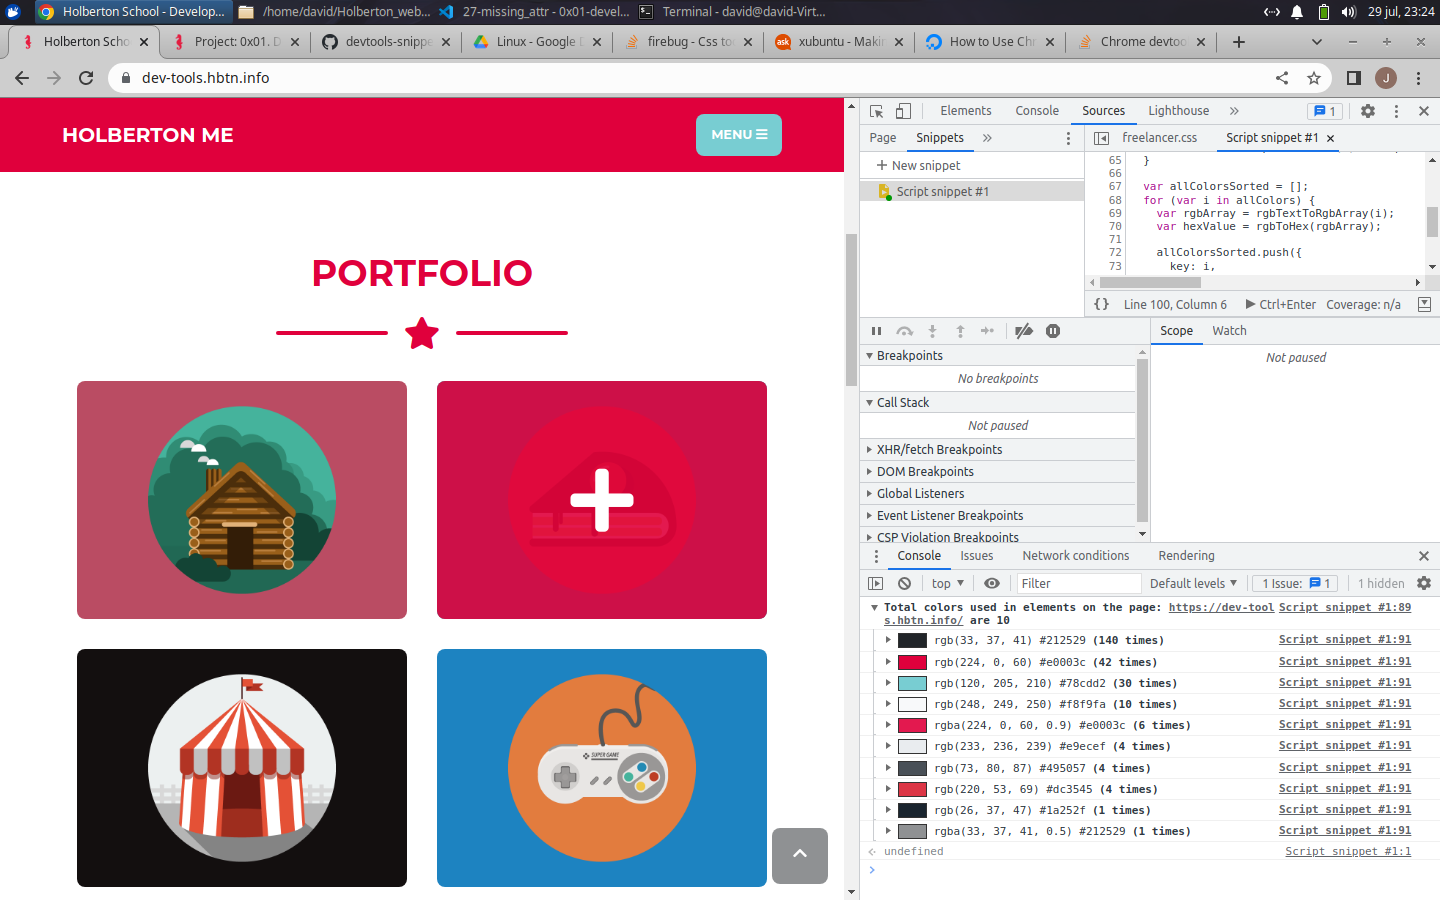 Holberton School - Develop...
/home/david/Holberton_web...
27-missing_attr - 0x01-devel...
Terminal - david@david-Virt...
29 jul, 23:24
Holberton Scho
Project: 0x01. D
devtools-snippe
Linux - Google D
firebug - Css to
xubuntu - Makin
How to Use Chr
Chrome devtoo
dev-tools.hbtn.info
J
HOLBERTON ME
MENU
PORTFOLIO
SUPER GAME
Elements
Console
Sources
Lighthouse
1
Page
Snippets
freelancer.css
Script snippet #1
New snippet
Script snippet #1
65 }
66
67 var allColorsSorted = [];
68 for (var i in allColors) {
69 var rgbArray = rgbTextToRgbArray(i);
70 var hexValue = rgbToHex(rgbArray);
71
72 allColorsSorted.push({
73 key: i,
{} Line 100, Column 6
Ctrl+Enter
Coverage: n/a
Scope
Watch
Breakpoints
No breakpoints
Not paused
Call Stack
Not paused
XHR/fetch Breakpoints
DOM Breakpoints
Global Listeners
Event Listener Breakpoints
CSP Violation Breakpoints
Console
Issues
Network conditions
Rendering
top
Filter
Default levels
1 Issue: 1
1 hidden
Total colors used in elements on the page: https://dev-tool Script snippet #1:89
s.hbtn.info/ are 10
rgb(33, 37, 41) #212529 (140 times) Script snippet #1:91
rgb(224, 0, 60) #e0003c (42 times) Script snippet #1:91
rgb(120, 205, 210) #78cdd2 (30 times) Script snippet #1:91
rgb(248, 249, 250) #f8f9fa (10 times) Script snippet #1:91
rgba(224, 0, 60, 0.9) #e0003c (6 times) Script snippet #1:91
rgb(233, 236, 239) #e9ecef (4 times) Script snippet #1:91
rgb(73, 80, 87) #495057 (4 times) Script snippet #1:91
rgb(220, 53, 69) #dc3545 (4 times) Script snippet #1:91
rgb(26, 37, 47) #1a252f (1 times) Script snippet #1:91
rgba(33, 37, 41, 0.5) #212529 (1 times) Script snippet #1:91
undefined Script snippet #1:1